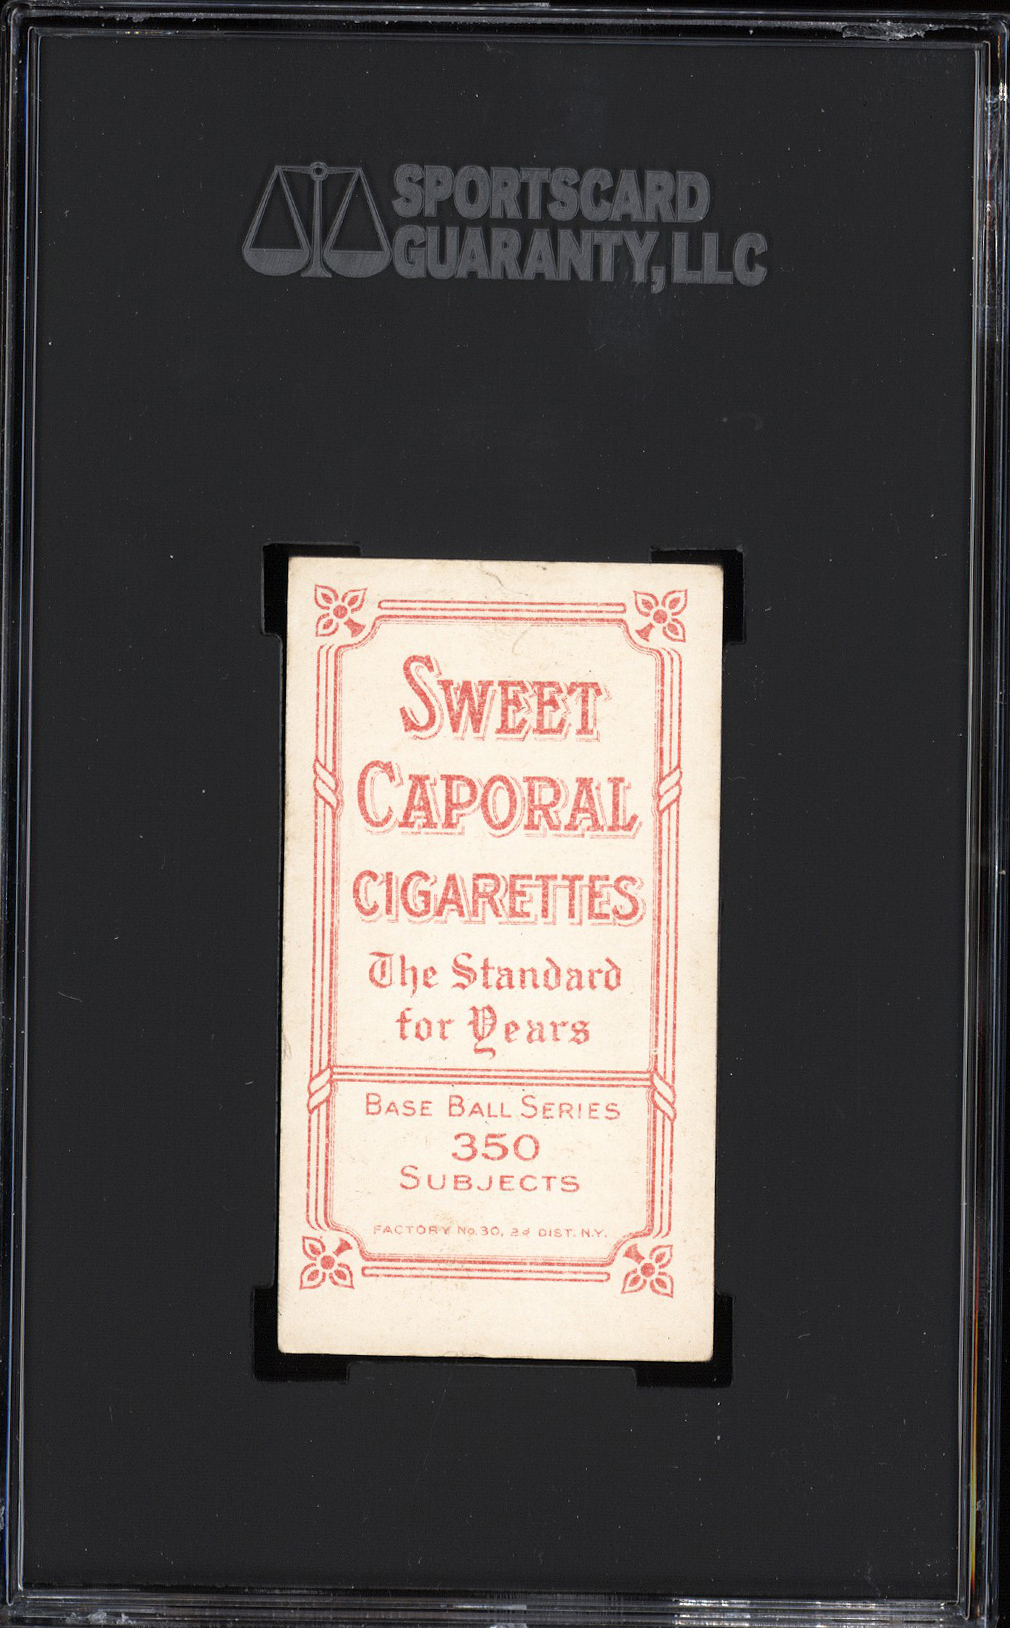 SPORTSCARD
GUARANTY, LLC
SWEET
CAPORAL
CIGARETTES
The Standard
for Years
BASE BALL SERIES
350
SUBJECTS
FACTORY No. 30, 2d DIST. N.Y.